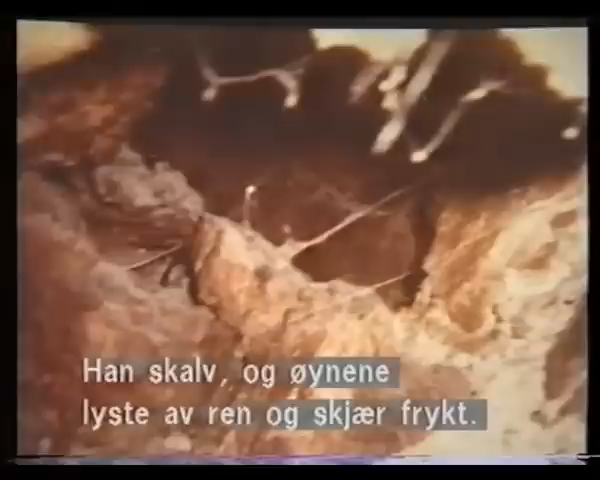 Han skalv, og øynene
lyste av ren og skjær frykt.